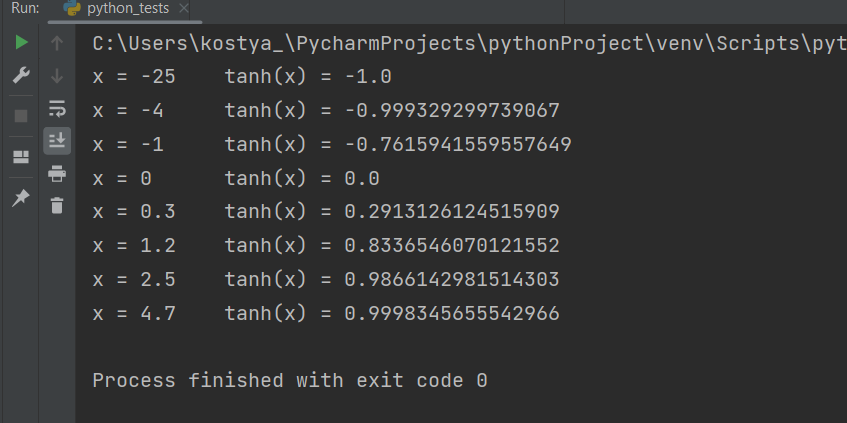 Run: python_tests
C:\Users\kostya_\PycharmProjects\pythonProject\venv\Scripts\pyt
x = -25    tanh(x) = -1.0
x = -4     tanh(x) = -0.999329299739067
x = -1     tanh(x) = -0.7615941559557649
x = 0      tanh(x) = 0.0
x = 0.3    tanh(x) = 0.2913126124515909
x = 1.2    tanh(x) = 0.8336546070121552
x = 2.5    tanh(x) = 0.9866142981514303
x = 4.7    tanh(x) = 0.9998345655542966
Process finished with exit code 0